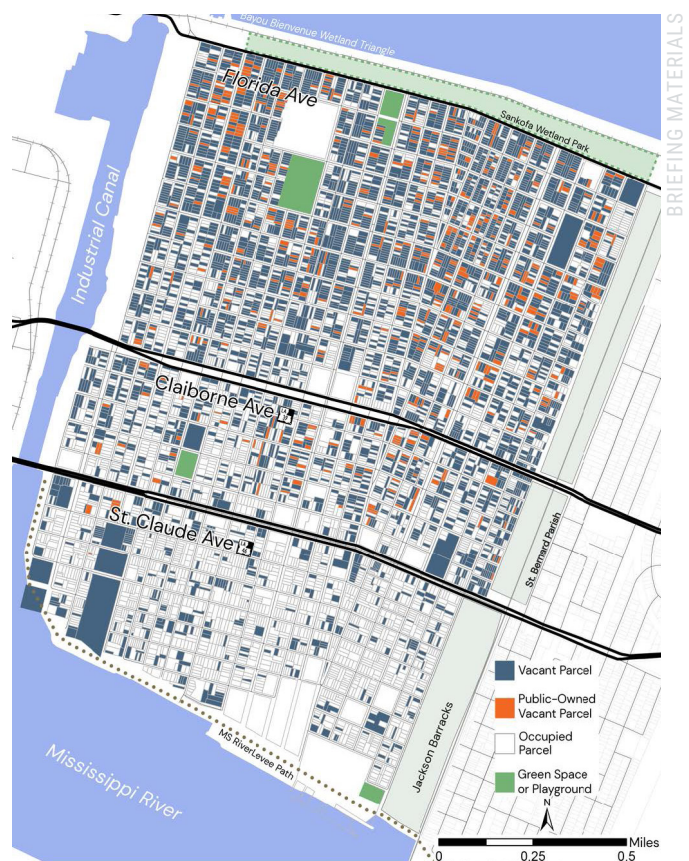 BRIEFING MATERIALS
Bayou Bienvenue Wetland Triangle
Florida Ave
Sankofa Wetland Park
Industrial Canal
Claiborne Ave
St. Claude Ave
St. Bernard Parish
Jackson Barracks
MS RiverLevee Path
Mississippi River
Vacant Parcel
Public-Owned
Vacant Parcel
Occupied
Parcel
Green Space
or Playground
N
Miles
0 0.25 0.5